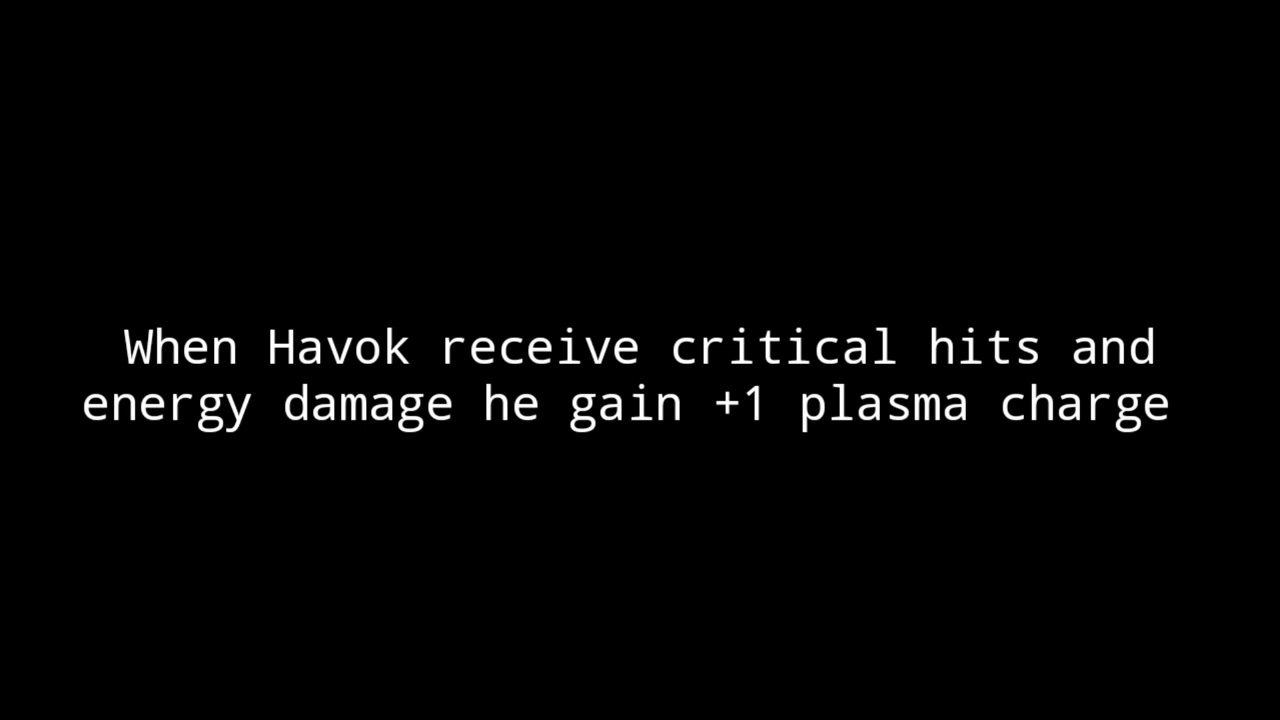 When Havok receive critical hits and
energy damage he gain +1 plasma charge